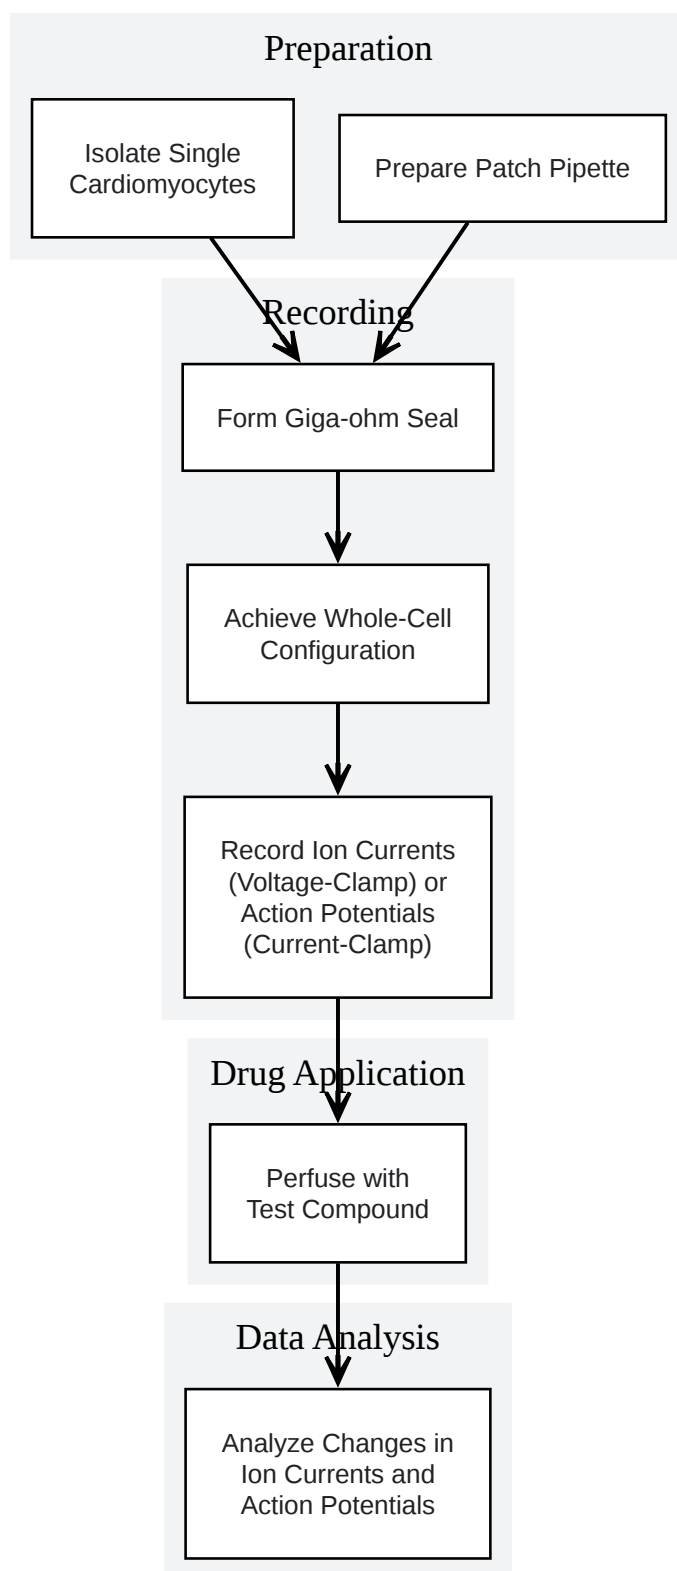 Preparation
Isolate Single
Cardiomyocytes
Prepare Patch Pipette
Recording
Form Giga-ohm Seal
Achieve Whole-Cell
Configuration
Record Ion Currents
(Voltage-Clamp) or
Action Potentials
(Current-Clamp)
Drug Application
Perfuse with
Test Compound
Data Analysis
Analyze Changes in
Ion Currents and
Action Potentials